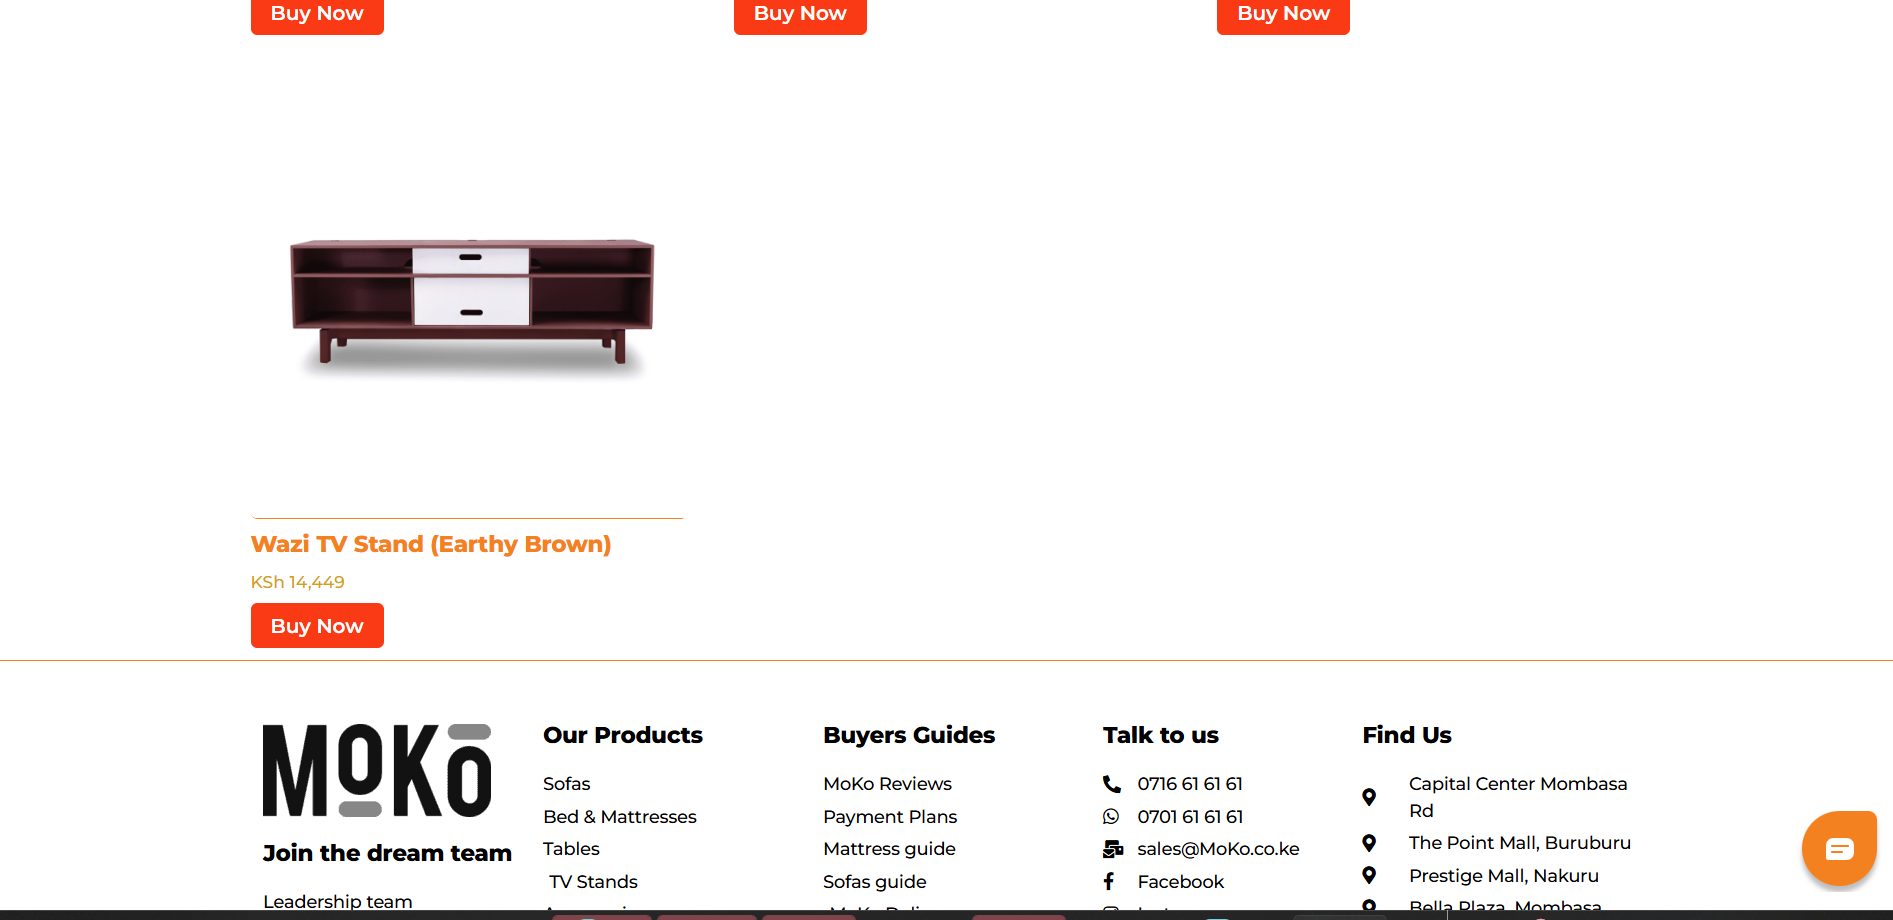 Buy Now
Buy Now
Buy Now
Wazi TV Stand (Earthy Brown)
KSh 14,449
Buy Now
MOKO
Join the dream team
Leadership team
Our Products
Sofas
Bed & Mattresses
Tables
TV Stands
Buyers Guides
MoKo Reviews
Payment Plans
Mattress guide
Sofas guide
Talk to us
0716 61 61 61
0701 61 61 61
sales@MoKo.co.ke
Facebook
Find Us
Capital Center Mombasa
Rd
The Point Mall, Buruburu
Prestige Mall, Nakuru
Bella Plaza, Mombasa